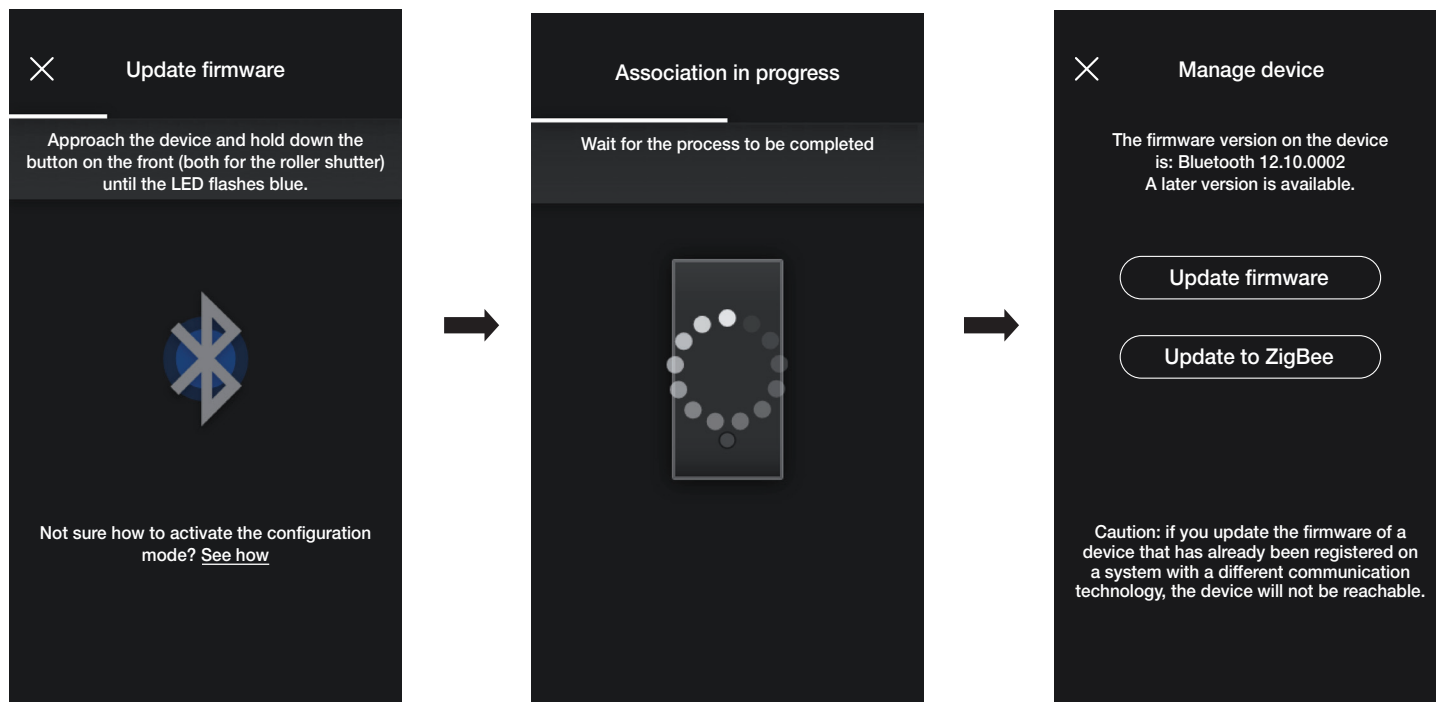 Update firmware
Approach the device and hold down the
button on the front (both for the roller shutter)
until the LED flashes blue.
Not sure how to activate the configuration
mode? See how
Association in progress
Wait for the process to be completed
Manage device
The firmware version on the device
is: Bluetooth 12.10.0002
A later version is available.
Update firmware
Update to ZigBee
Caution: if you update the firmware of a
device that has already been registered on
a system with a different communication
technology, the device will not be reachable.